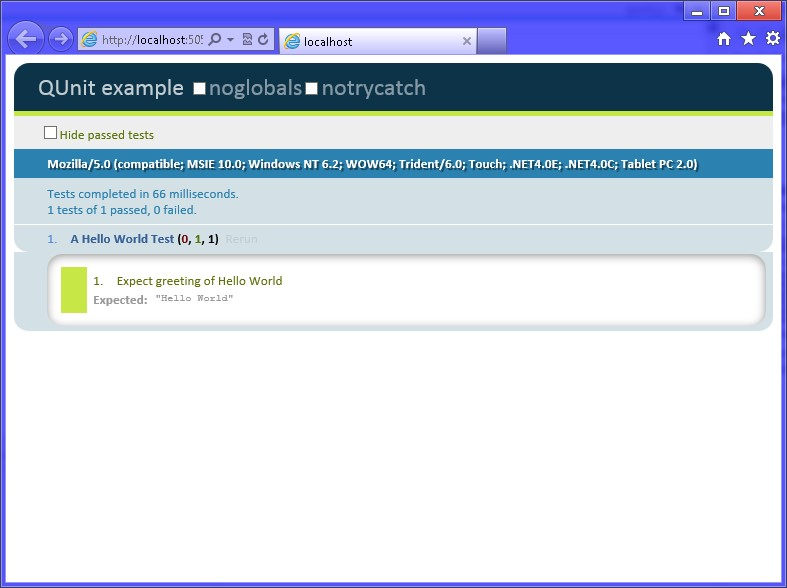 http://localhost:505
localhost
QUnit example noglobals notrycatch
Hide passed tests
Mozilla/5.0 (compatible; MSIE 10.0; Windows NT 6.2; WOW64; Trident/6.0; Touch; .NET4.0E; .NET4.0C; Tablet PC 2.0)
Tests completed in 66 milliseconds.
1 tests of 1 passed, 0 failed.
1. A Hello World Test (0, 1, 1) Rerun
1. Expect greeting of Hello World
Expected: "Hello World"